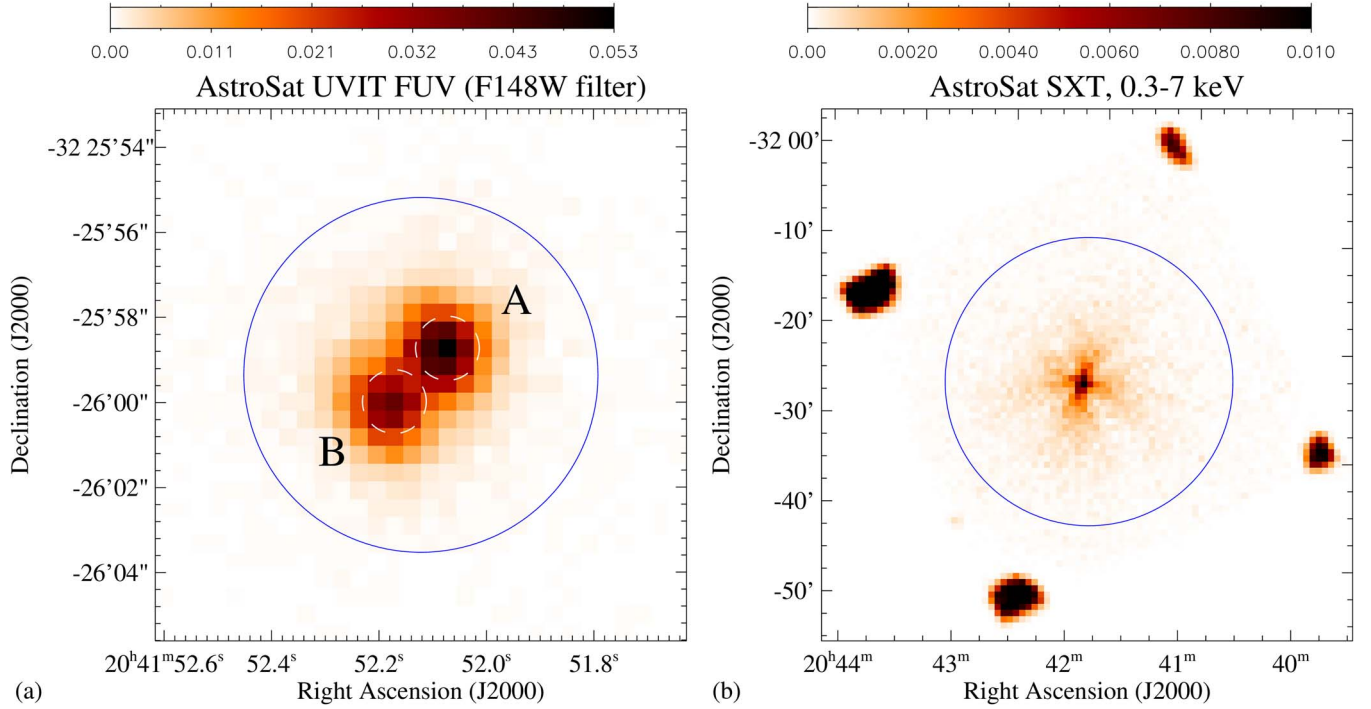 0.00 0.011 0.021 0.032 0.043 0.053
AstroSat UVIT FUV (F148W filter)
-32 25’54"
-25’56"
-25’58"
-26’00"
-26’02"
-26’04"
Declination (J2000)
A
B
20h41m52.6s 52.4s 52.2s 52.0s 51.8s
Right Ascension (J2000)
(a)
0.00 0.0020 0.0040 0.0060 0.0080 0.010
AstroSat SXT, 0.3-7 keV
-32 00’
-10’
-20’
-30’
-40’
-50’
Declination (J2000)
20h44m 43m 42m 41m 40m
Right Ascension (J2000)
(b)